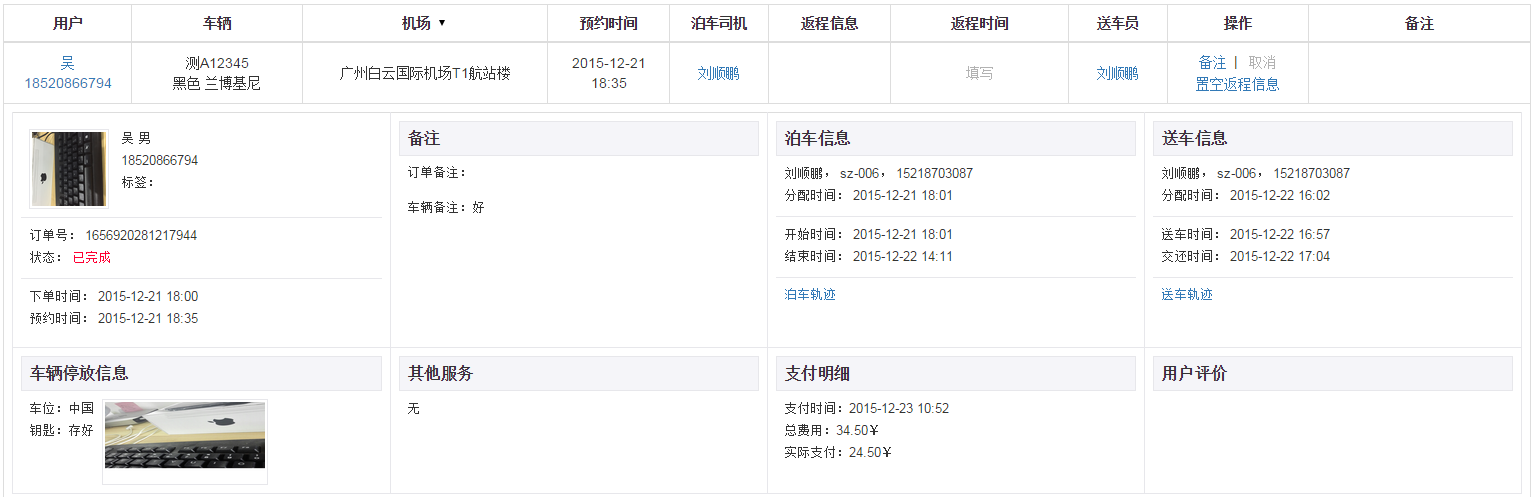 用户 车辆 机场 ▼ 预约时间 泊车司机 返程信息 返程时间 送车员 操作 备注
吴
18520866794
测A12345
黑色 兰博基尼
广州白云国际机场T1航站楼
2015-12-21
18:35
刘顺鹏
填写
刘顺鹏
备注 | 取消
置空返程信息
吴 男
18520866794
标签：
订单号： 1656920281217944
状态： 已完成
下单时间： 2015-12-21 18:00
预约时间： 2015-12-21 18:35
备注
订单备注：
车辆备注：好
泊车信息
刘顺鹏， sz-006， 15218703087
分配时间： 2015-12-21 18:01
开始时间： 2015-12-21 18:01
结束时间： 2015-12-22 14:11
泊车轨迹
送车信息
刘顺鹏， sz-006， 15218703087
分配时间： 2015-12-22 16:02
送车时间： 2015-12-22 16:57
交还时间： 2015-12-22 17:04
送车轨迹
车辆停放信息
车位：中国
钥匙：存好
其他服务
无
支付明细
支付时间：2015-12-23 10:52
总费用：34.50￥
实际支付：24.50￥
用户评价